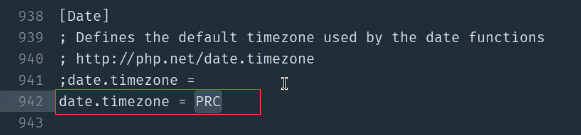 938 [Date]
939 ; Defines the default timezone used by the date functions
940 ; http://php.net/date.timezone
941 ;date.timezone =
942 date.timezone = PRC
943